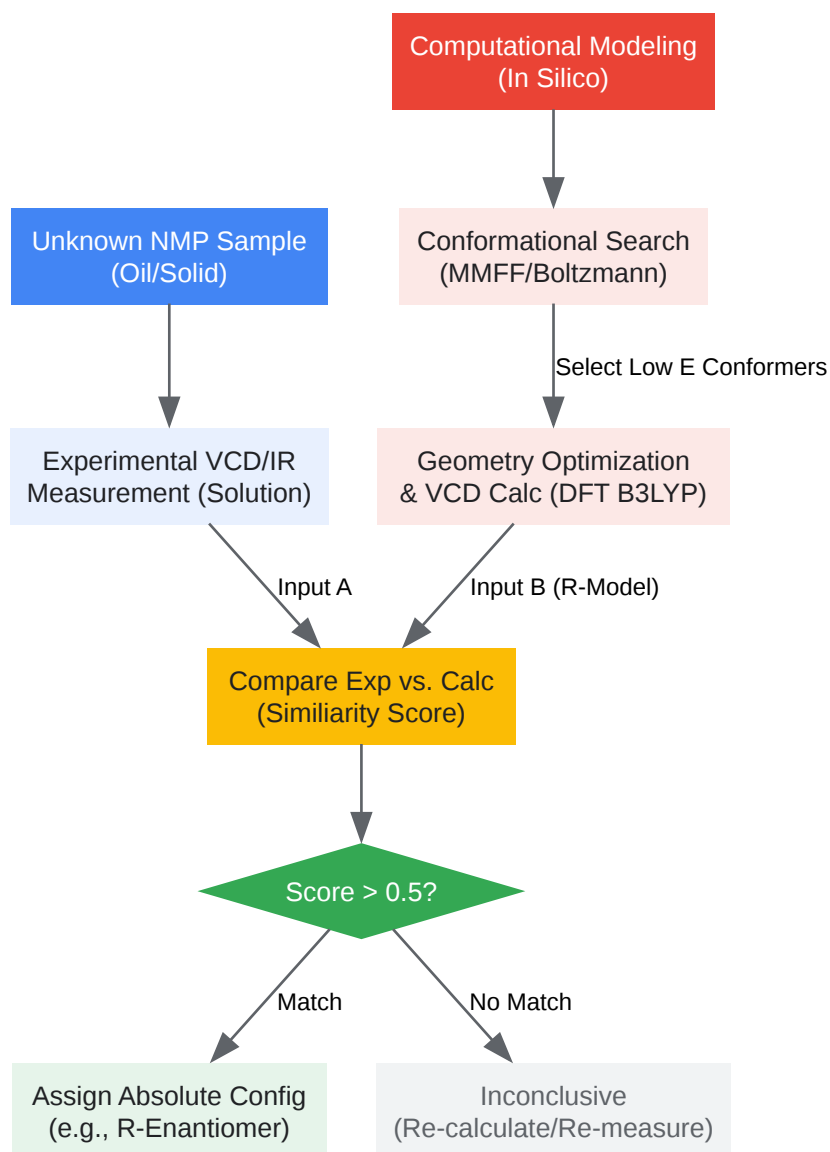 Computational Modeling
(In Silico)
Unknown NMP Sample
(Oil/Solid)
Conformational Search
(MMFF/Boltzmann)
Select Low E Conformers
Experimental VCD/IR
Measurement (Solution)
Geometry Optimization
& VCD Calc (DFT B3LYP)
Input A
Input B (R-Model)
Compare Exp vs. Calc
(Similiarity Score)
Score > 0.5?
Match
No Match
Assign Absolute Config
(e.g., R-Enantiomer)
Inconclusive
(Re-calculate/Re-measure)